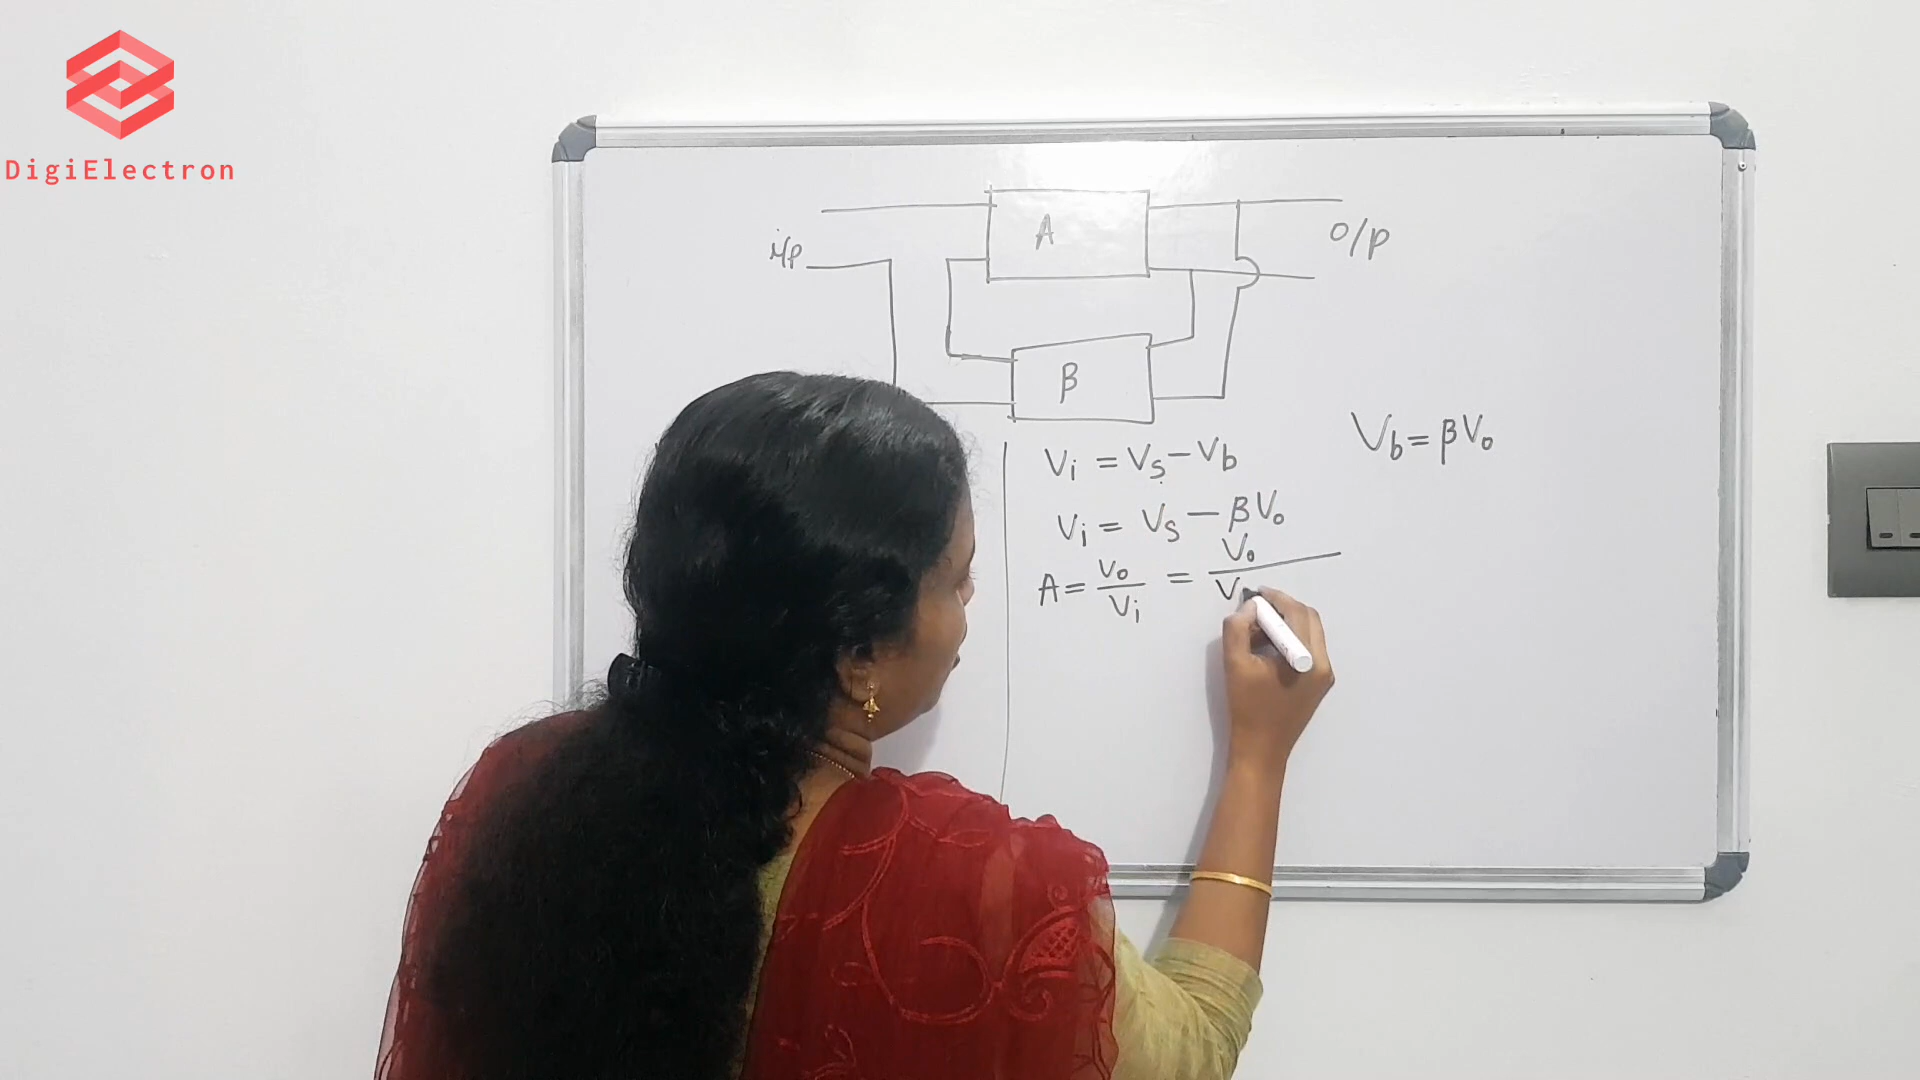 DigiElectron
A
i/p
O/P
β
Vb = βVo
Vi = Vs - Vb
Vi = Vs - βVo
A = Vo/Vi = Vo/V